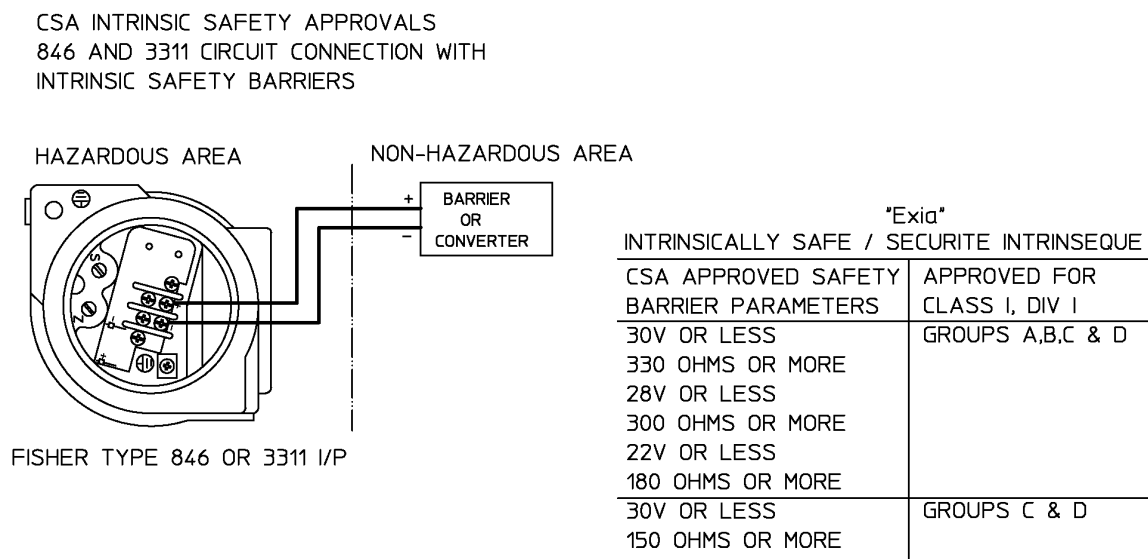 CSA INTRINSIC SAFETY APPROVALS
846 AND 3311 CIRCUIT CONNECTION WITH
INTRINSIC SAFETY BARRIERS
HAZARDOUS AREA
NON-HAZARDOUS AREA
+
BARRIER
OR
-
CONVERTER
S
Z
FISHER TYPE 846 OR 3311 I/P
"Exia"
INTRINSICALLY SAFE / SECURITE INTRINSEQUE
CSA APPROVED SAFETY APPROVED FOR
BARRIER PARAMETERS CLASS I, DIV I
30V OR LESS GROUPS A,B,C & D
330 OHMS OR MORE
28V OR LESS
300 OHMS OR MORE
22V OR LESS
180 OHMS OR MORE
30V OR LESS GROUPS C & D
150 OHMS OR MORE